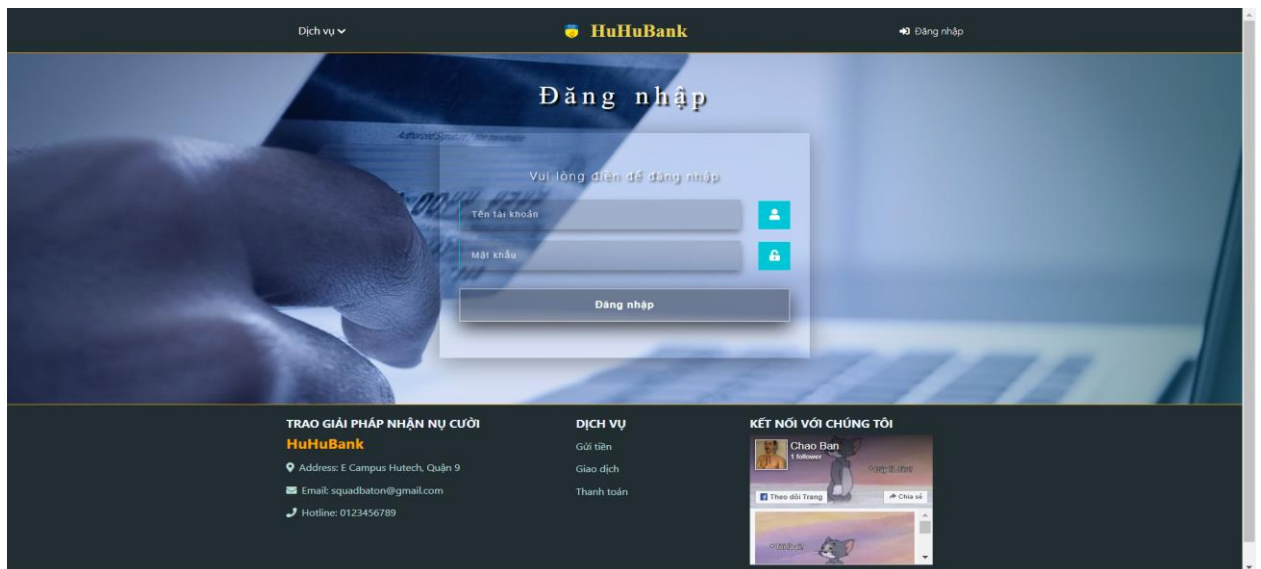 Dịch vụ
HuHuBank
Đăng nhập
Đăng nhập
Authorized Signature
Vui lòng điền để đăng nhập
Tên tài khoản
Mật khẩu
Đăng nhập
TRAO GIẢI PHÁP NHẬN NỤ CƯỜI
HuHuBank
Address: E Campus Hutech, Quận 9
Email: squadbaton@gmail.com
Hotline: 0123456789
DỊCH VỤ
Gửi tiền
Giao dịch
Thanh toán
KẾT NỐI VỚI CHÚNG TÔI
Chao Ban
1 follower
Theo dõi Trang
Chia sẻ